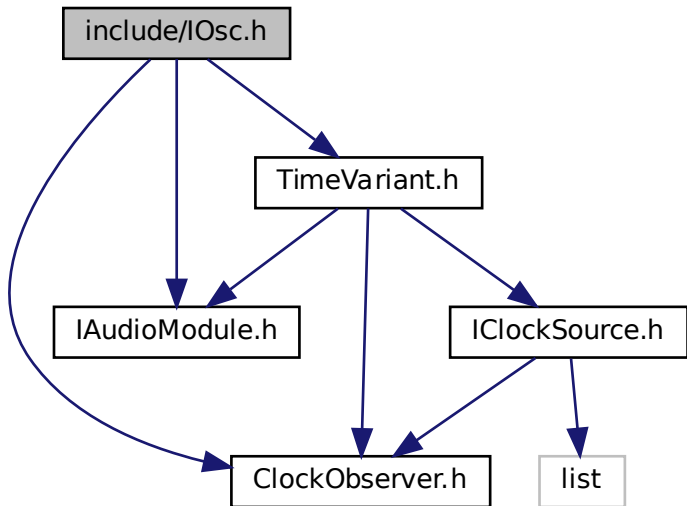 include/IOsc.h
TimeVariant.h
IAudioModule.h
IClockSource.h
ClockObserver.h
list